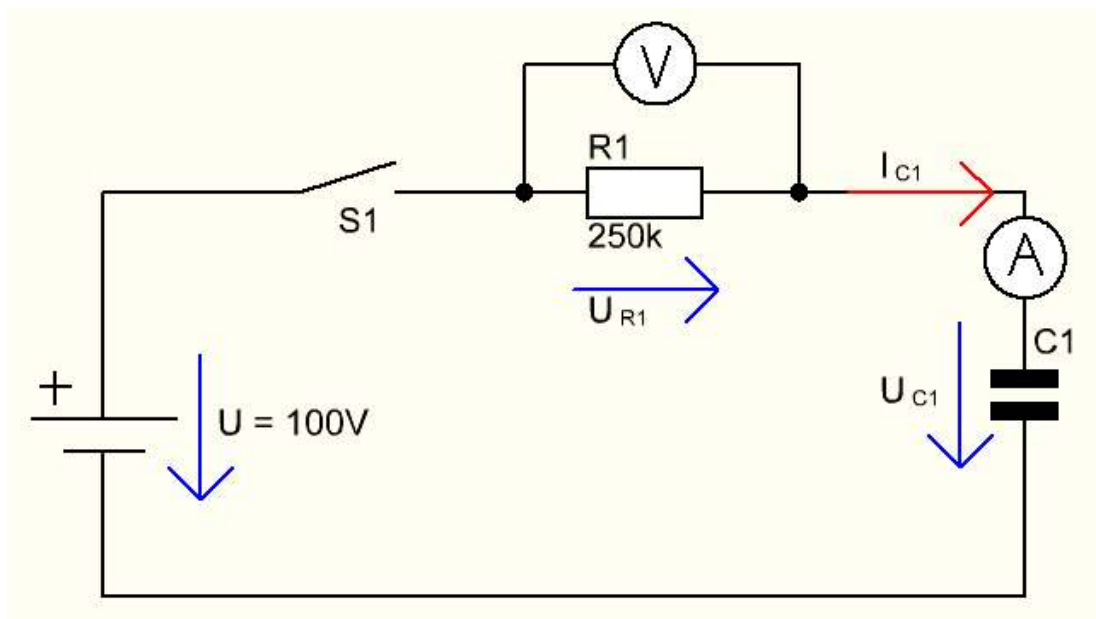 V
R1
I C1
S1
250k
A
U R1
C1
+
U C1
U = 100V